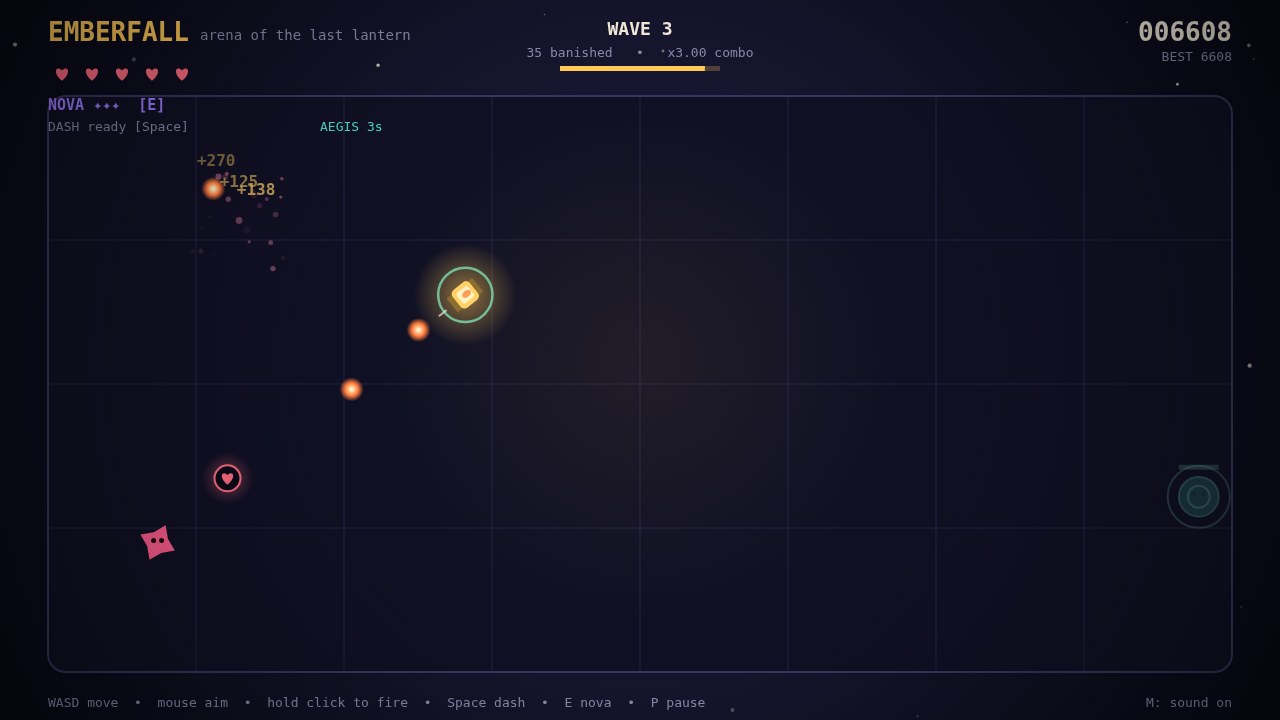 EMBERFALL arena of the last lantern
WAVE 3
006608
35 banished • x3.00 combo
BEST 6608
NOVA ✦✦✦ [E]
DASH ready [Space]
AEGIS 3s
+270
+125
+138
WASD move • mouse aim • hold click to fire • Space dash • E nova • P pause
M: sound on